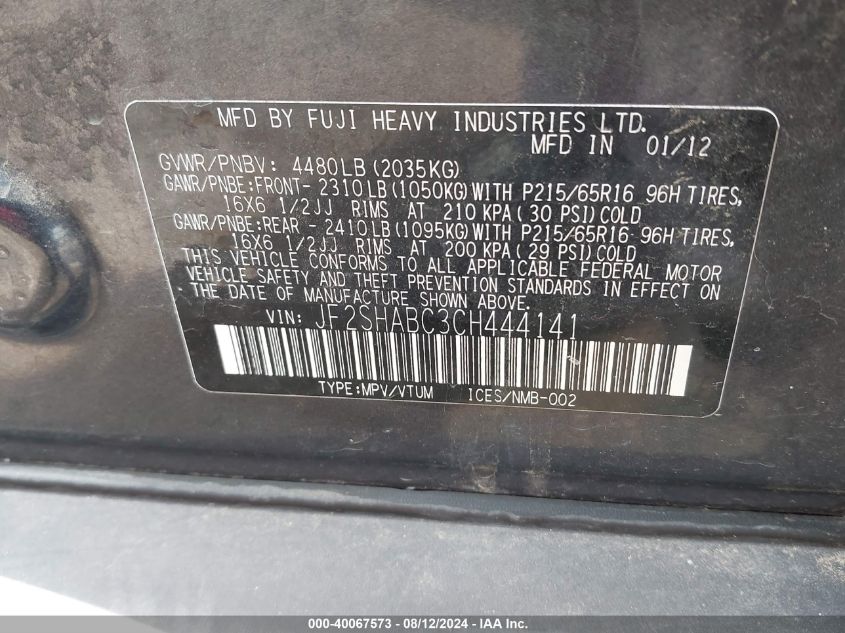 MFD BY FUJI HEAVY INDUSTRIES LTD.
MFD IN 01/12
GVWR/PNBV: 4480LB(2035KG)
GAWR/PNBE:FRONT- 2310LB(1050KG)WITH P215/65R16 96H TIRES,
16X6 1/2JJ RIMS AT 210 KPA(30 PSI)COLD
GAWR/PNBE:REAR - 2410LB(1095KG)WITH P215/65R16 96H TIRES,
16X6 1/2JJ RIMS AT 200 KPA(29 PSI)COLD
THIS VEHICLE CONFORMS TO ALL APPLICABLE FEDERAL MOTOR
VEHICLE SAFETY AND THEFT PREVENTION STANDARDS IN EFFECT ON
THE DATE OF MANUFACTURE SHOWN ABOVE.
VIN: JF2SHABC3CH444141
TYPE:MPV/VTUM ICES/NMB-002
000-40067573 - 08/12/2024 - IAA Inc.